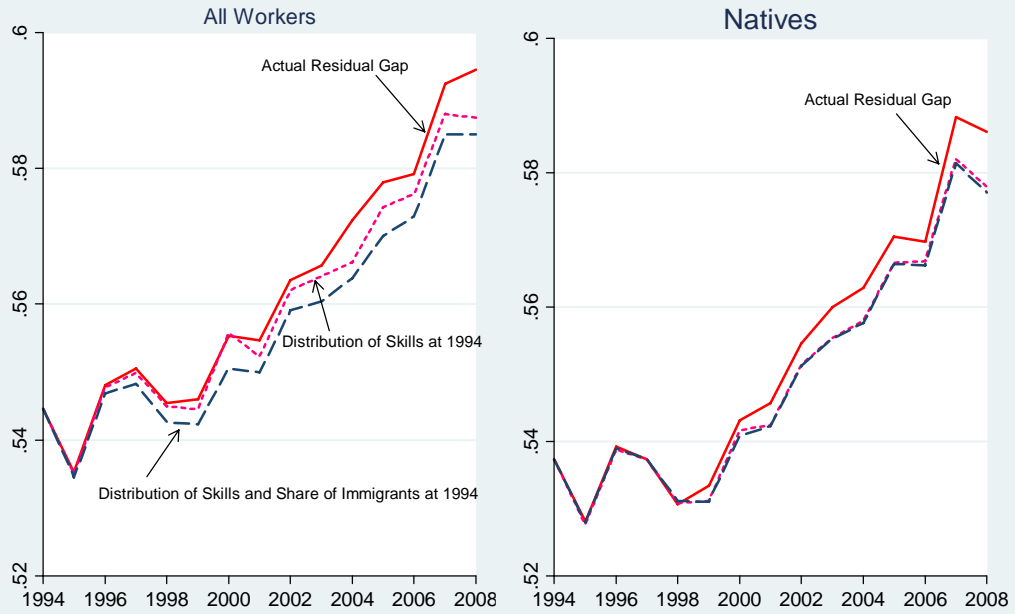 All Workers
.6
.58
.56
.54
.52
Actual Residual Gap
Distribution of Skills at 1994
Distribution of Skills and Share of Immigrants at 1994
1994 1996 1998 2000 2002 2004 2006 2008
Natives
.6
.58
.56
.54
.52
Actual Residual Gap
1994 1996 1998 2000 2002 2004 2006 2008